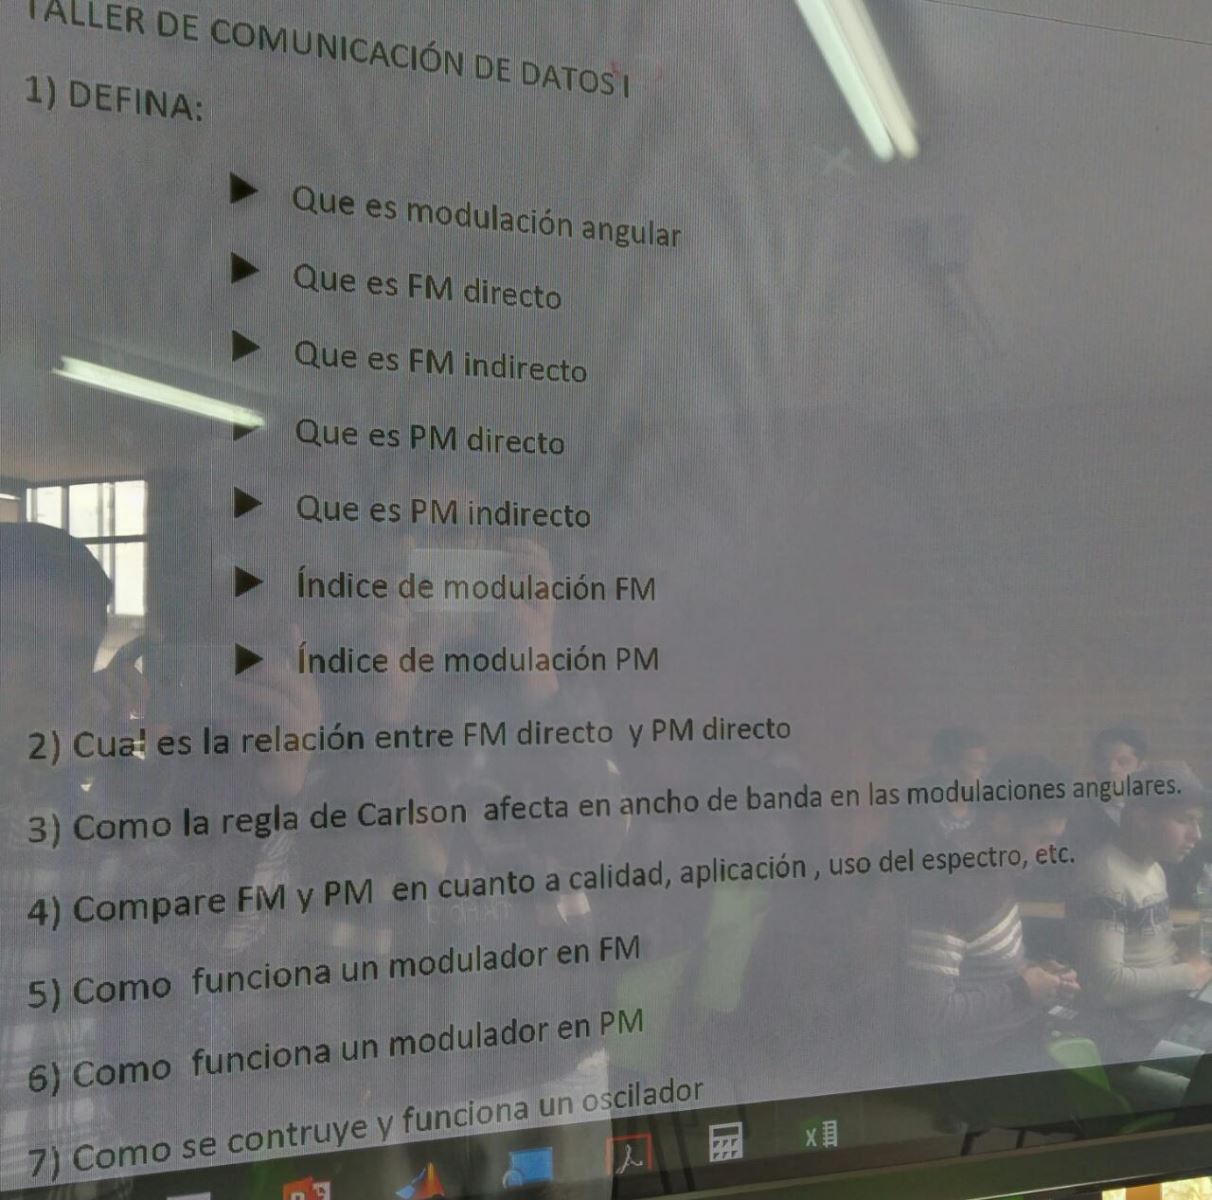 TALLER DE COMUNICACIÓN DE DATOS I
1) DEFINA:
Que es modulación angular
Que es FM directo
Que es FM indirecto
Que es PM directo
Que es PM indirecto
Índice de modulación FM
Índice de modulación PM
2) Cual es la relación entre FM directo y PM directo
3) Como la regla de Carlson afecta en ancho de banda en las modulaciones angulares.
4) Compare FM y PM en cuanto a calidad, aplicación , uso del espectro, etc.
5) Como funciona un modulador en FM
6) Como funciona un modulador en PM
7) Como se contruye y funciona un oscilador